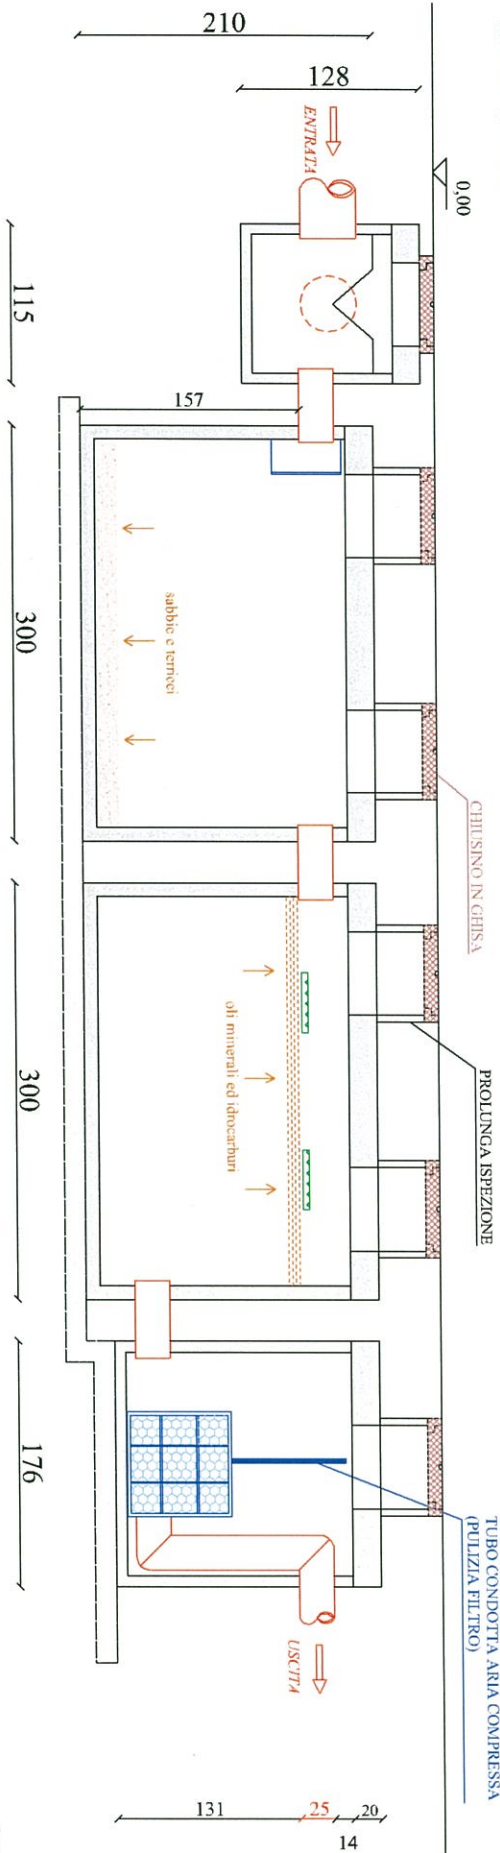 210
128
0,00
ENTRATA
115
157
300
sabbie e terricci
CHIUSINO IN GHISA
300
oli minerali ed idrocarburi
PROLUNGA ISPEZIONE
176
TUBO CONDOTTA ARIA COMPRESSA
(PULIZIA FILTRO)
USCITA
131
25
14
20